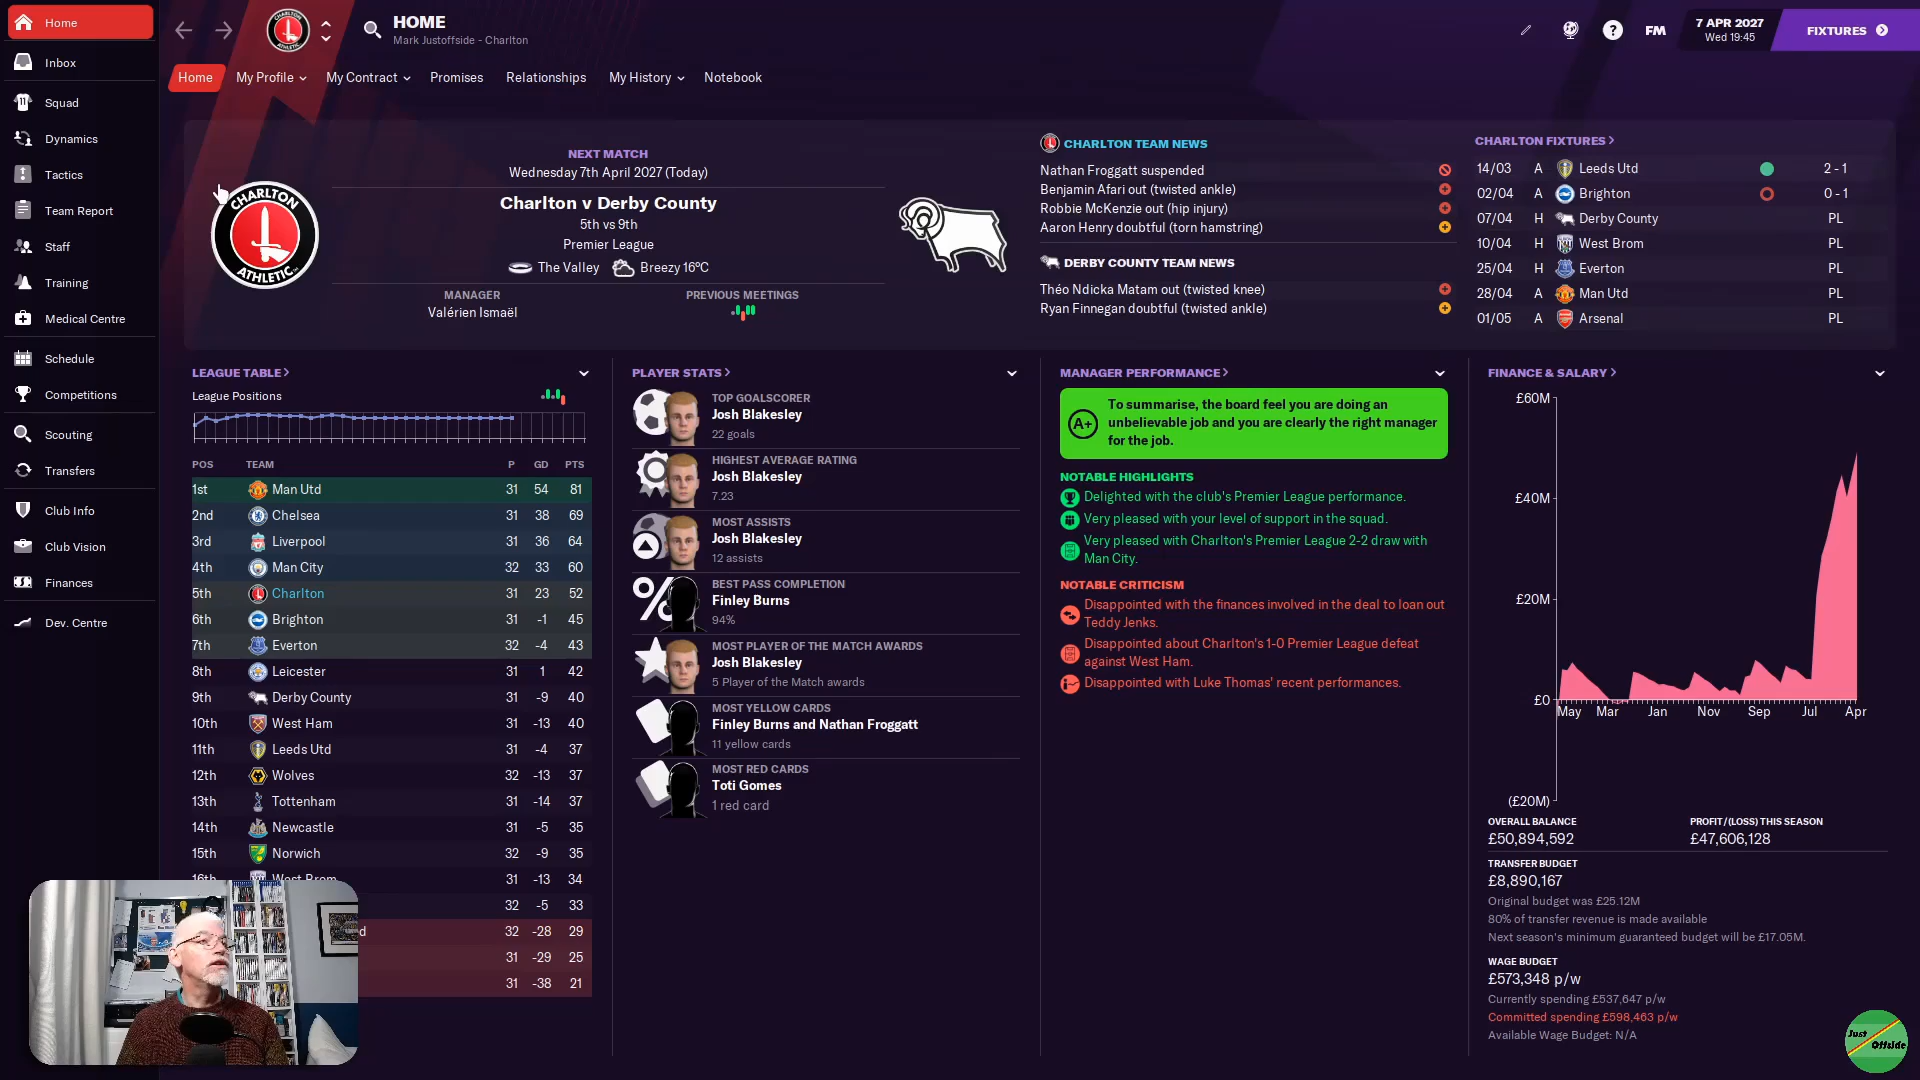 Home
Inbox
Squad
Dynamics
Tactics
Team Report
Staff
Training
Medical Centre
Schedule
Competitions
Scouting
Transfers
Club Info
Club Vision
Finances
Dev. Centre
HOME
Mark Justoffside - Charlton
FM
7 APR 2027
Wed 19:45
FIXTURES
Home My Profile My Contract Promises Relationships My History Notebook
CHARLTON
ATHLETIC
NEXT MATCH
Wednesday 7th April 2027 (Today)
Charlton v Derby County
5th vs 9th
Premier League
The Valley Breezy 16ºC
MANAGER
Valérien Ismaël
PREVIOUS MEETINGS
CHARLTON TEAM NEWS
Nathan Froggatt suspended
Benjamin Afari out (twisted ankle)
Robbie McKenzie out (hip injury)
Aaron Henry doubtful (torn hamstring)
DERBY COUNTY TEAM NEWS
Théo Ndicka Matam out (twisted knee)
Ryan Finnegan doubtful (twisted ankle)
CHARLTON FIXTURES
14/03 A Leeds Utd 2 - 1
02/04 A Brighton 0 - 1
07/04 H Derby County PL
10/04 H West Brom PL
25/04 H Everton PL
28/04 A Man Utd PL
01/05 A Arsenal PL
LEAGUE TABLE
League Positions
POS TEAM P GD PTS
1st Man Utd 31 54 81
2nd Chelsea 31 38 69
3rd Liverpool 31 36 64
4th Man City 32 33 60
5th Charlton 31 23 52
6th Brighton 31 -1 45
7th Everton 32 -4 43
8th Leicester 31 1 42
9th Derby County 31 -9 40
10th West Ham 31 -13 40
11th Leeds Utd 31 -4 37
12th Wolves 32 -13 37
13th Tottenham 31 -14 37
14th Newcastle 31 -5 35
15th Norwich 32 -9 35
16th West Brom 31 -13 34
32 -5 33
d 32 -28 29
31 -29 25
31 -38 21
PLAYER STATS
TOP GOALSCORER
Josh Blakesley
22 goals
HIGHEST AVERAGE RATING
Josh Blakesley
7.23
MOST ASSISTS
Josh Blakesley
12 assists
BEST PASS COMPLETION
Finley Burns
94%
MOST PLAYER OF THE MATCH AWARDS
Josh Blakesley
5 Player of the Match awards
MOST YELLOW CARDS
Finley Burns and Nathan Froggatt
11 yellow cards
MOST RED CARDS
Toti Gomes
1 red card
MANAGER PERFORMANCE
A+
To summarise, the board feel you are doing an
unbelievable job and you are clearly the right manager
for the job.
NOTABLE HIGHLIGHTS
Delighted with the club's Premier League performance.
Very pleased with your level of support in the squad.
Very pleased with Charlton's Premier League 2-2 draw with
Man City.
NOTABLE CRITICISM
Disappointed with the finances involved in the deal to loan out
Teddy Jenks.
Disappointed about Charlton's 1-0 Premier League defeat
against West Ham.
Disappointed with Luke Thomas' recent performances.
FINANCE & SALARY
£60M
£40M
£20M
£0
(£20M)
May Mar Jan Nov Sep Jul Apr
OVERALL BALANCE
£50,894,592
PROFIT/(LOSS) THIS SEASON
£47,606,128
TRANSFER BUDGET
£8,890,167
Original budget was £25.12M
80% of transfer revenue is made available
Next season's minimum guaranteed budget will be £17.05M.
WAGE BUDGET
£573,348 p/w
Currently spending £537,647 p/w
Committed spending £598,463 p/w
Available Wage Budget: N/A
Just
Offside